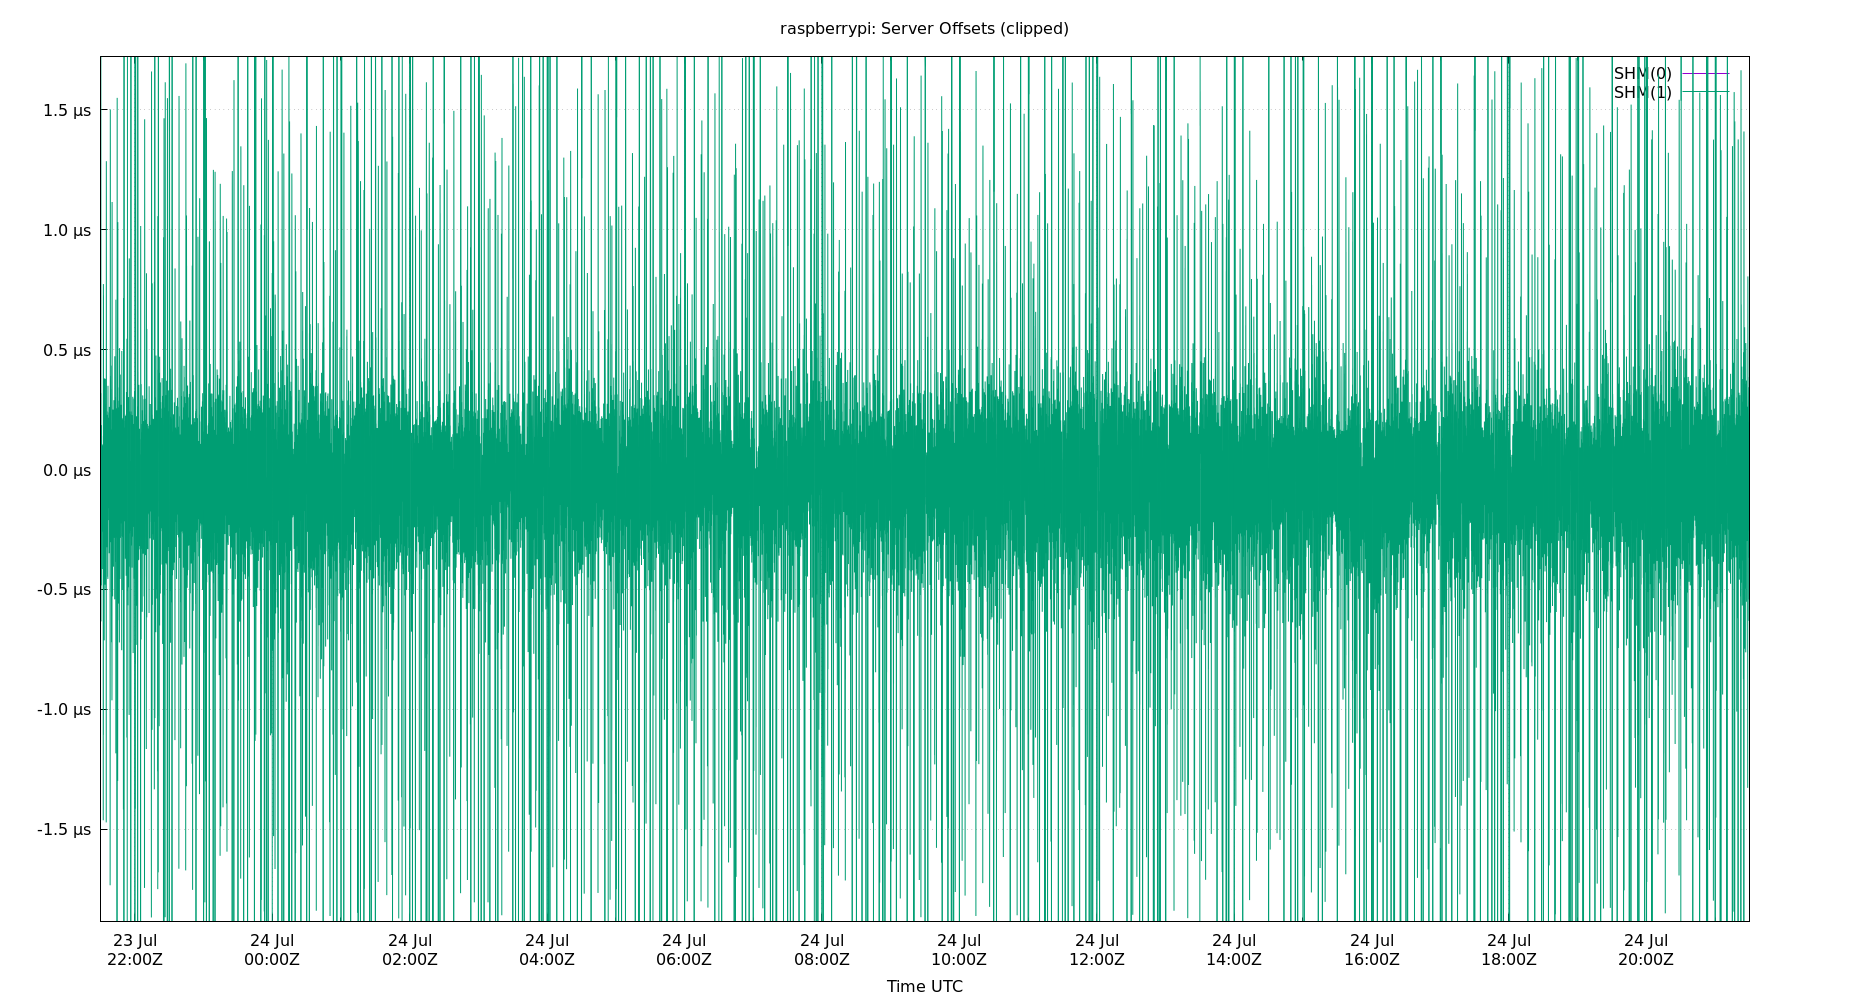 raspberrypi: Server Offsets (clipped)
SHM(0)
SHM(1)
1.5 µs
1.0 µs
0.5 µs
0.0 µs
-0.5 µs
-1.0 µs
-1.5 µs
23 Jul 24 Jul 24 Jul 24 Jul 24 Jul 24 Jul 24 Jul 24 Jul 24 Jul 24 Jul 24 Jul 24 Jul
22:00Z 00:00Z 02:00Z 04:00Z 06:00Z 08:00Z 10:00Z 12:00Z 14:00Z 16:00Z 18:00Z 20:00Z
Time UTC